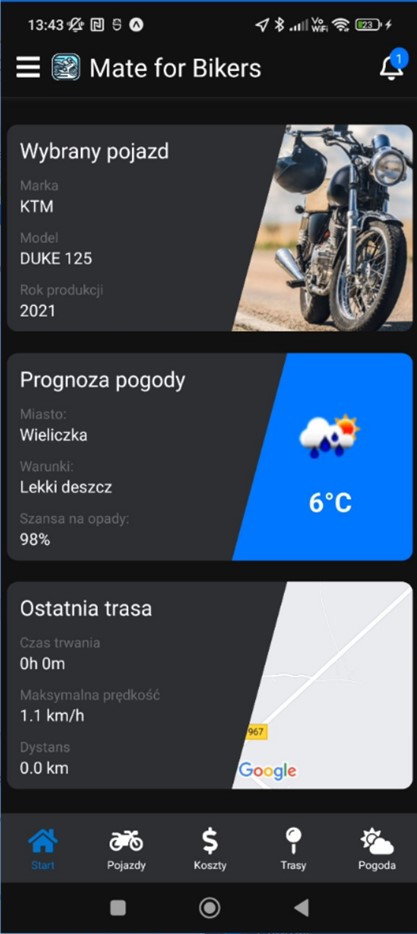 13:43
Vo
WiFi
23
Mate for Bikers
1
Wybrany pojazd
Marka
KTM
Model
DUKE 125
Rok produkcji
2021
Prognoza pogody
Miasto:
Wieliczka
Warunki:
Lekki deszcz
Szansa na opady:
98%
6°C
Ostatnia trasa
Czas trwania
0h 0m
Maksymalna prędkość
1.1 km/h
Dystans
0.0 km
967
Google
Start
Pojazdy
Koszty
Trasy
Pogoda